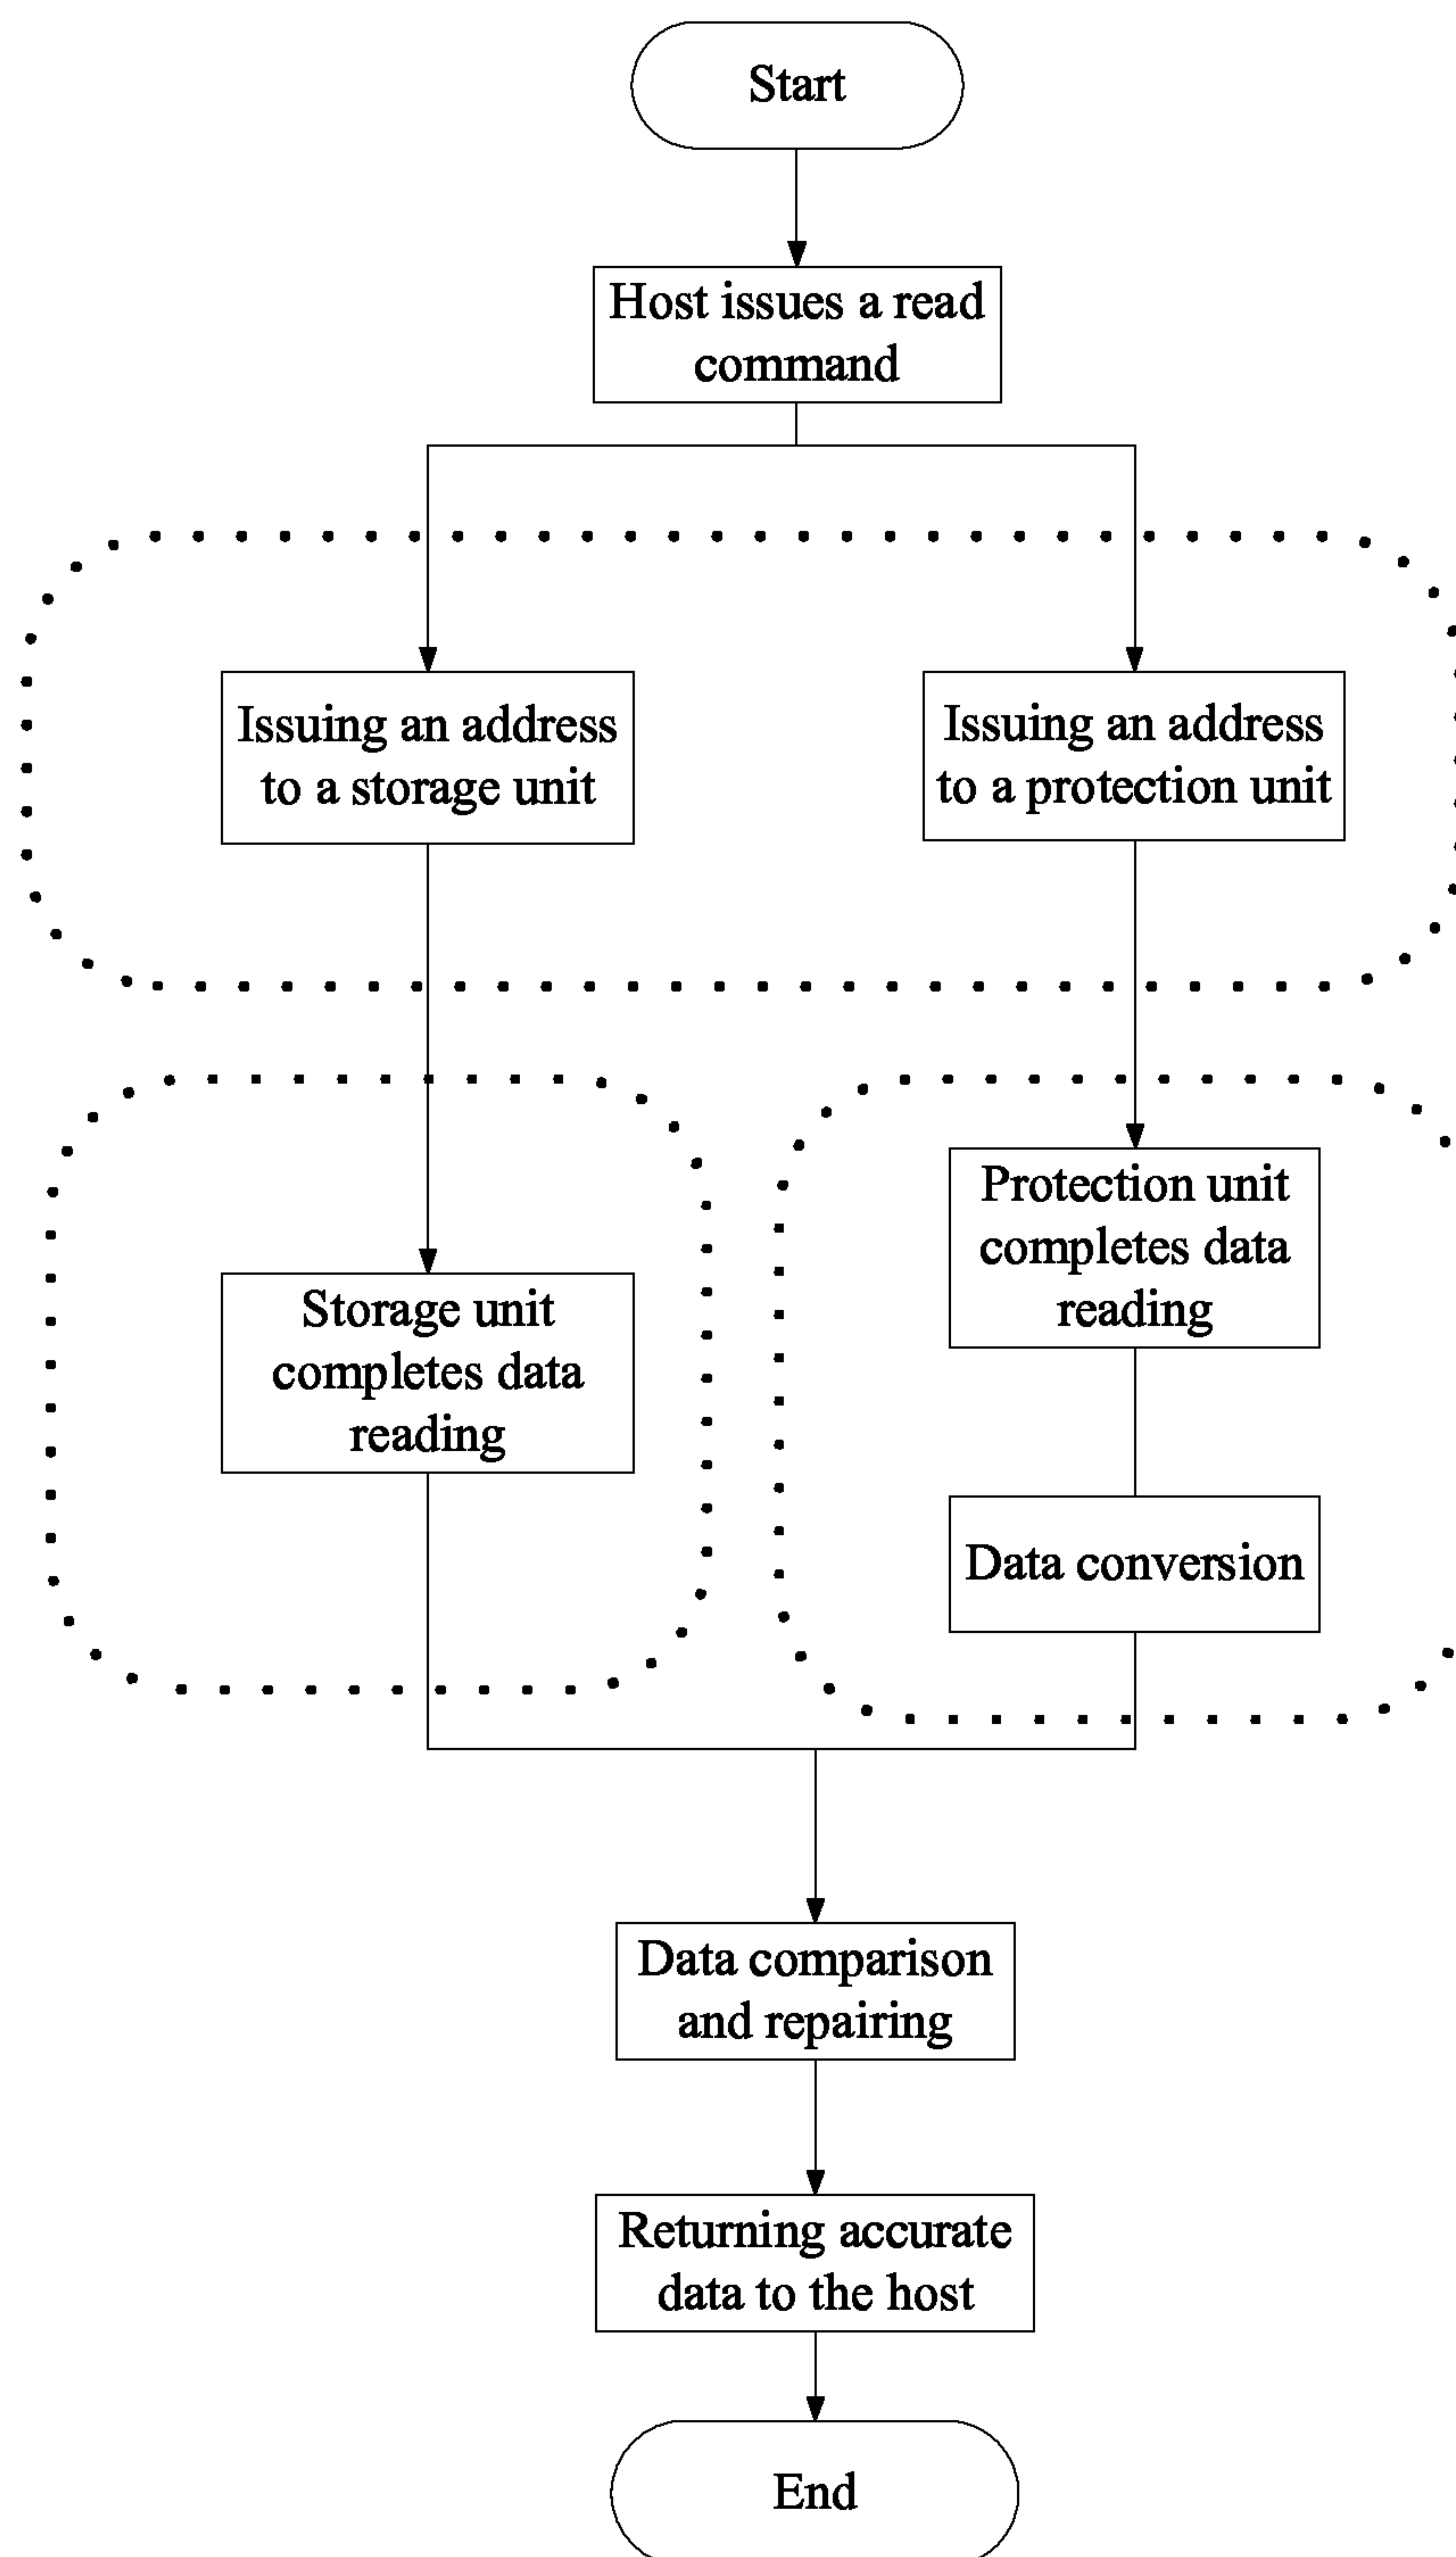 Start
Host issues a read
command
Issuing an address
to a storage unit
Issuing an address
to a protection unit
Storage unit
completes data
reading
Protection unit
completes data
reading
Data conversion
Data comparison
and repairing
Returning accurate
data to the host
End